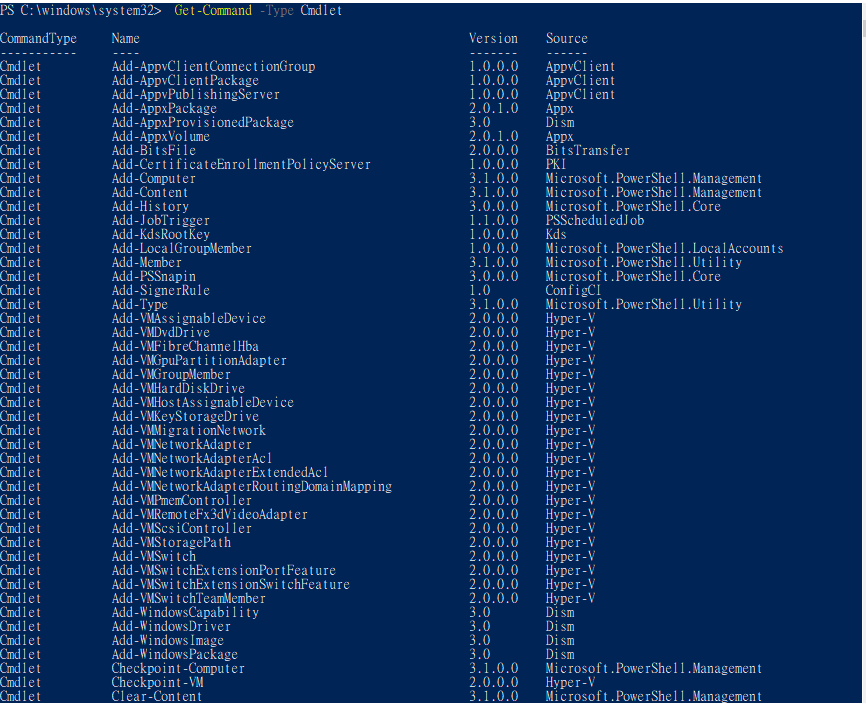 PS C:\windows\system32> Get-Command -Type Cmdlet
CommandType Name Version Source
----------- ---- ------- ------
Cmdlet Add-AppvClientConnectionGroup 1.0.0.0 AppvClient
Cmdlet Add-AppvClientPackage 1.0.0.0 AppvClient
Cmdlet Add-AppvPublishingServer 1.0.0.0 AppvClient
Cmdlet Add-AppxPackage 2.0.1.0 Appx
Cmdlet Add-AppxProvisionedPackage 3.0 Dism
Cmdlet Add-AppxVolume 2.0.1.0 Appx
Cmdlet Add-BitsFile 2.0.0.0 BitsTransfer
Cmdlet Add-CertificateEnrollmentPolicyServer 1.0.0.0 PKI
Cmdlet Add-Computer 3.1.0.0 Microsoft.PowerShell.Management
Cmdlet Add-Content 3.1.0.0 Microsoft.PowerShell.Management
Cmdlet Add-History 3.0.0.0 Microsoft.PowerShell.Core
Cmdlet Add-JobTrigger 1.1.0.0 PSScheduledJob
Cmdlet Add-KdsRootKey 1.0.0.0 Kds
Cmdlet Add-LocalGroupMember 1.0.0.0 Microsoft.PowerShell.LocalAccounts
Cmdlet Add-Member 3.1.0.0 Microsoft.PowerShell.Utility
Cmdlet Add-PSSnapin 3.0.0.0 Microsoft.PowerShell.Core
Cmdlet Add-SignerRule 1.0 ConfigCI
Cmdlet Add-Type 3.1.0.0 Microsoft.PowerShell.Utility
Cmdlet Add-VMAssignableDevice 2.0.0.0 Hyper-V
Cmdlet Add-VMDvdDrive 2.0.0.0 Hyper-V
Cmdlet Add-VMFibreChannelHba 2.0.0.0 Hyper-V
Cmdlet Add-VMGpuPartitionAdapter 2.0.0.0 Hyper-V
Cmdlet Add-VMGroupMember 2.0.0.0 Hyper-V
Cmdlet Add-VMHardDiskDrive 2.0.0.0 Hyper-V
Cmdlet Add-VMHostAssignableDevice 2.0.0.0 Hyper-V
Cmdlet Add-VMKeyStorageDrive 2.0.0.0 Hyper-V
Cmdlet Add-VMMigrationNetwork 2.0.0.0 Hyper-V
Cmdlet Add-VMNetworkAdapter 2.0.0.0 Hyper-V
Cmdlet Add-VMNetworkAdapterAcl 2.0.0.0 Hyper-V
Cmdlet Add-VMNetworkAdapterExtendedAcl 2.0.0.0 Hyper-V
Cmdlet Add-VMNetworkAdapterRoutingDomainMapping 2.0.0.0 Hyper-V
Cmdlet Add-VMPmemController 2.0.0.0 Hyper-V
Cmdlet Add-VMRemoteFx3dVideoAdapter 2.0.0.0 Hyper-V
Cmdlet Add-VMScsiController 2.0.0.0 Hyper-V
Cmdlet Add-VMStoragePath 2.0.0.0 Hyper-V
Cmdlet Add-VMSwitch 2.0.0.0 Hyper-V
Cmdlet Add-VMSwitchExtensionPortFeature 2.0.0.0 Hyper-V
Cmdlet Add-VMSwitchExtensionSwitchFeature 2.0.0.0 Hyper-V
Cmdlet Add-VMSwitchTeamMember 2.0.0.0 Hyper-V
Cmdlet Add-WindowsCapability 3.0 Dism
Cmdlet Add-WindowsDriver 3.0 Dism
Cmdlet Add-WindowsImage 3.0 Dism
Cmdlet Add-WindowsPackage 3.0 Dism
Cmdlet Checkpoint-Computer 3.1.0.0 Microsoft.PowerShell.Management
Cmdlet Checkpoint-VM 2.0.0.0 Hyper-V
Cmdlet Clear-Content 3.1.0.0 Microsoft.PowerShell.Management